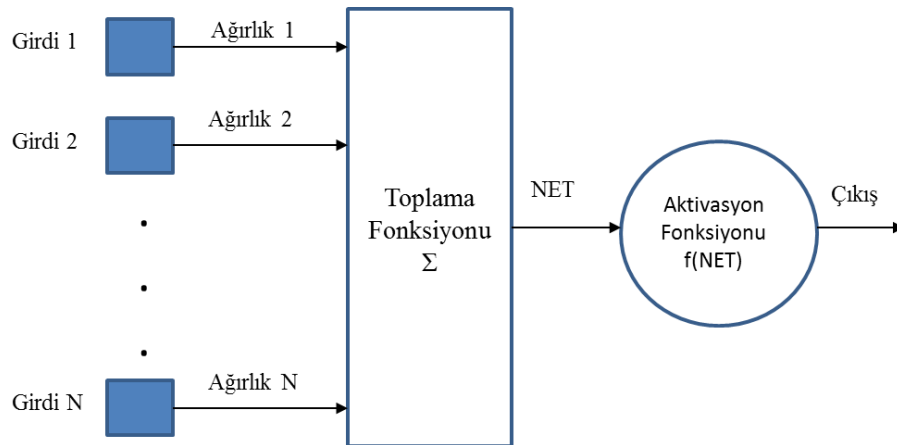 Girdi 1
Ağırlık 1
Girdi 2
Ağırlık 2
Toplama
Fonksiyonu
Σ
NET
Aktivasyon
Fonksiyonu
f(NET)
Çıkış
Girdi N
Ağırlık N